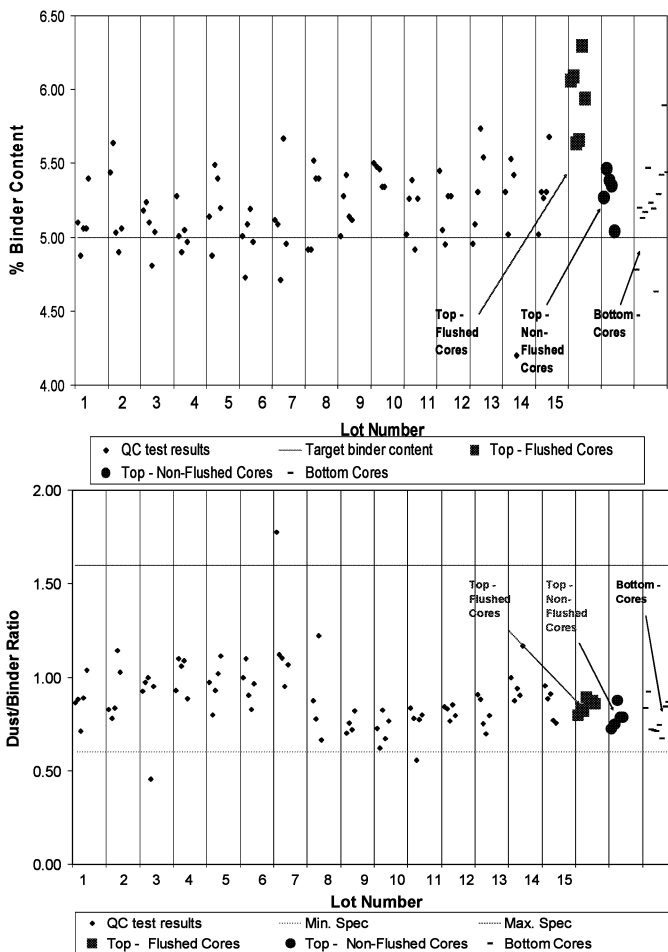 6.50
6.00
5.50
5.00
4.50
4.00
% Binder Content
Top -
Flushed
Cores
Top -
Non-
Flushed
Cores
Bottom -
Cores
1 2 3 4 5 6 7 8 9 10 11 12 13 14 15
Lot Number
QC test results Target binder content Top - Flushed Cores
Top - Non-Flushed Cores Bottom Cores
2.00
1.50
1.00
0.50
0.00
Dust/Binder Ratio
Top -
Flushed
Cores
Top -
Non-
Flushed
Cores
Bottom -
Cores
1 2 3 4 5 6 7 8 9 10 11 12 13 14 15
Lot Number
QC test results Min. Spec Max. Spec
Top - Flushed Cores Top - Non-Flushed Cores Bottom Cores